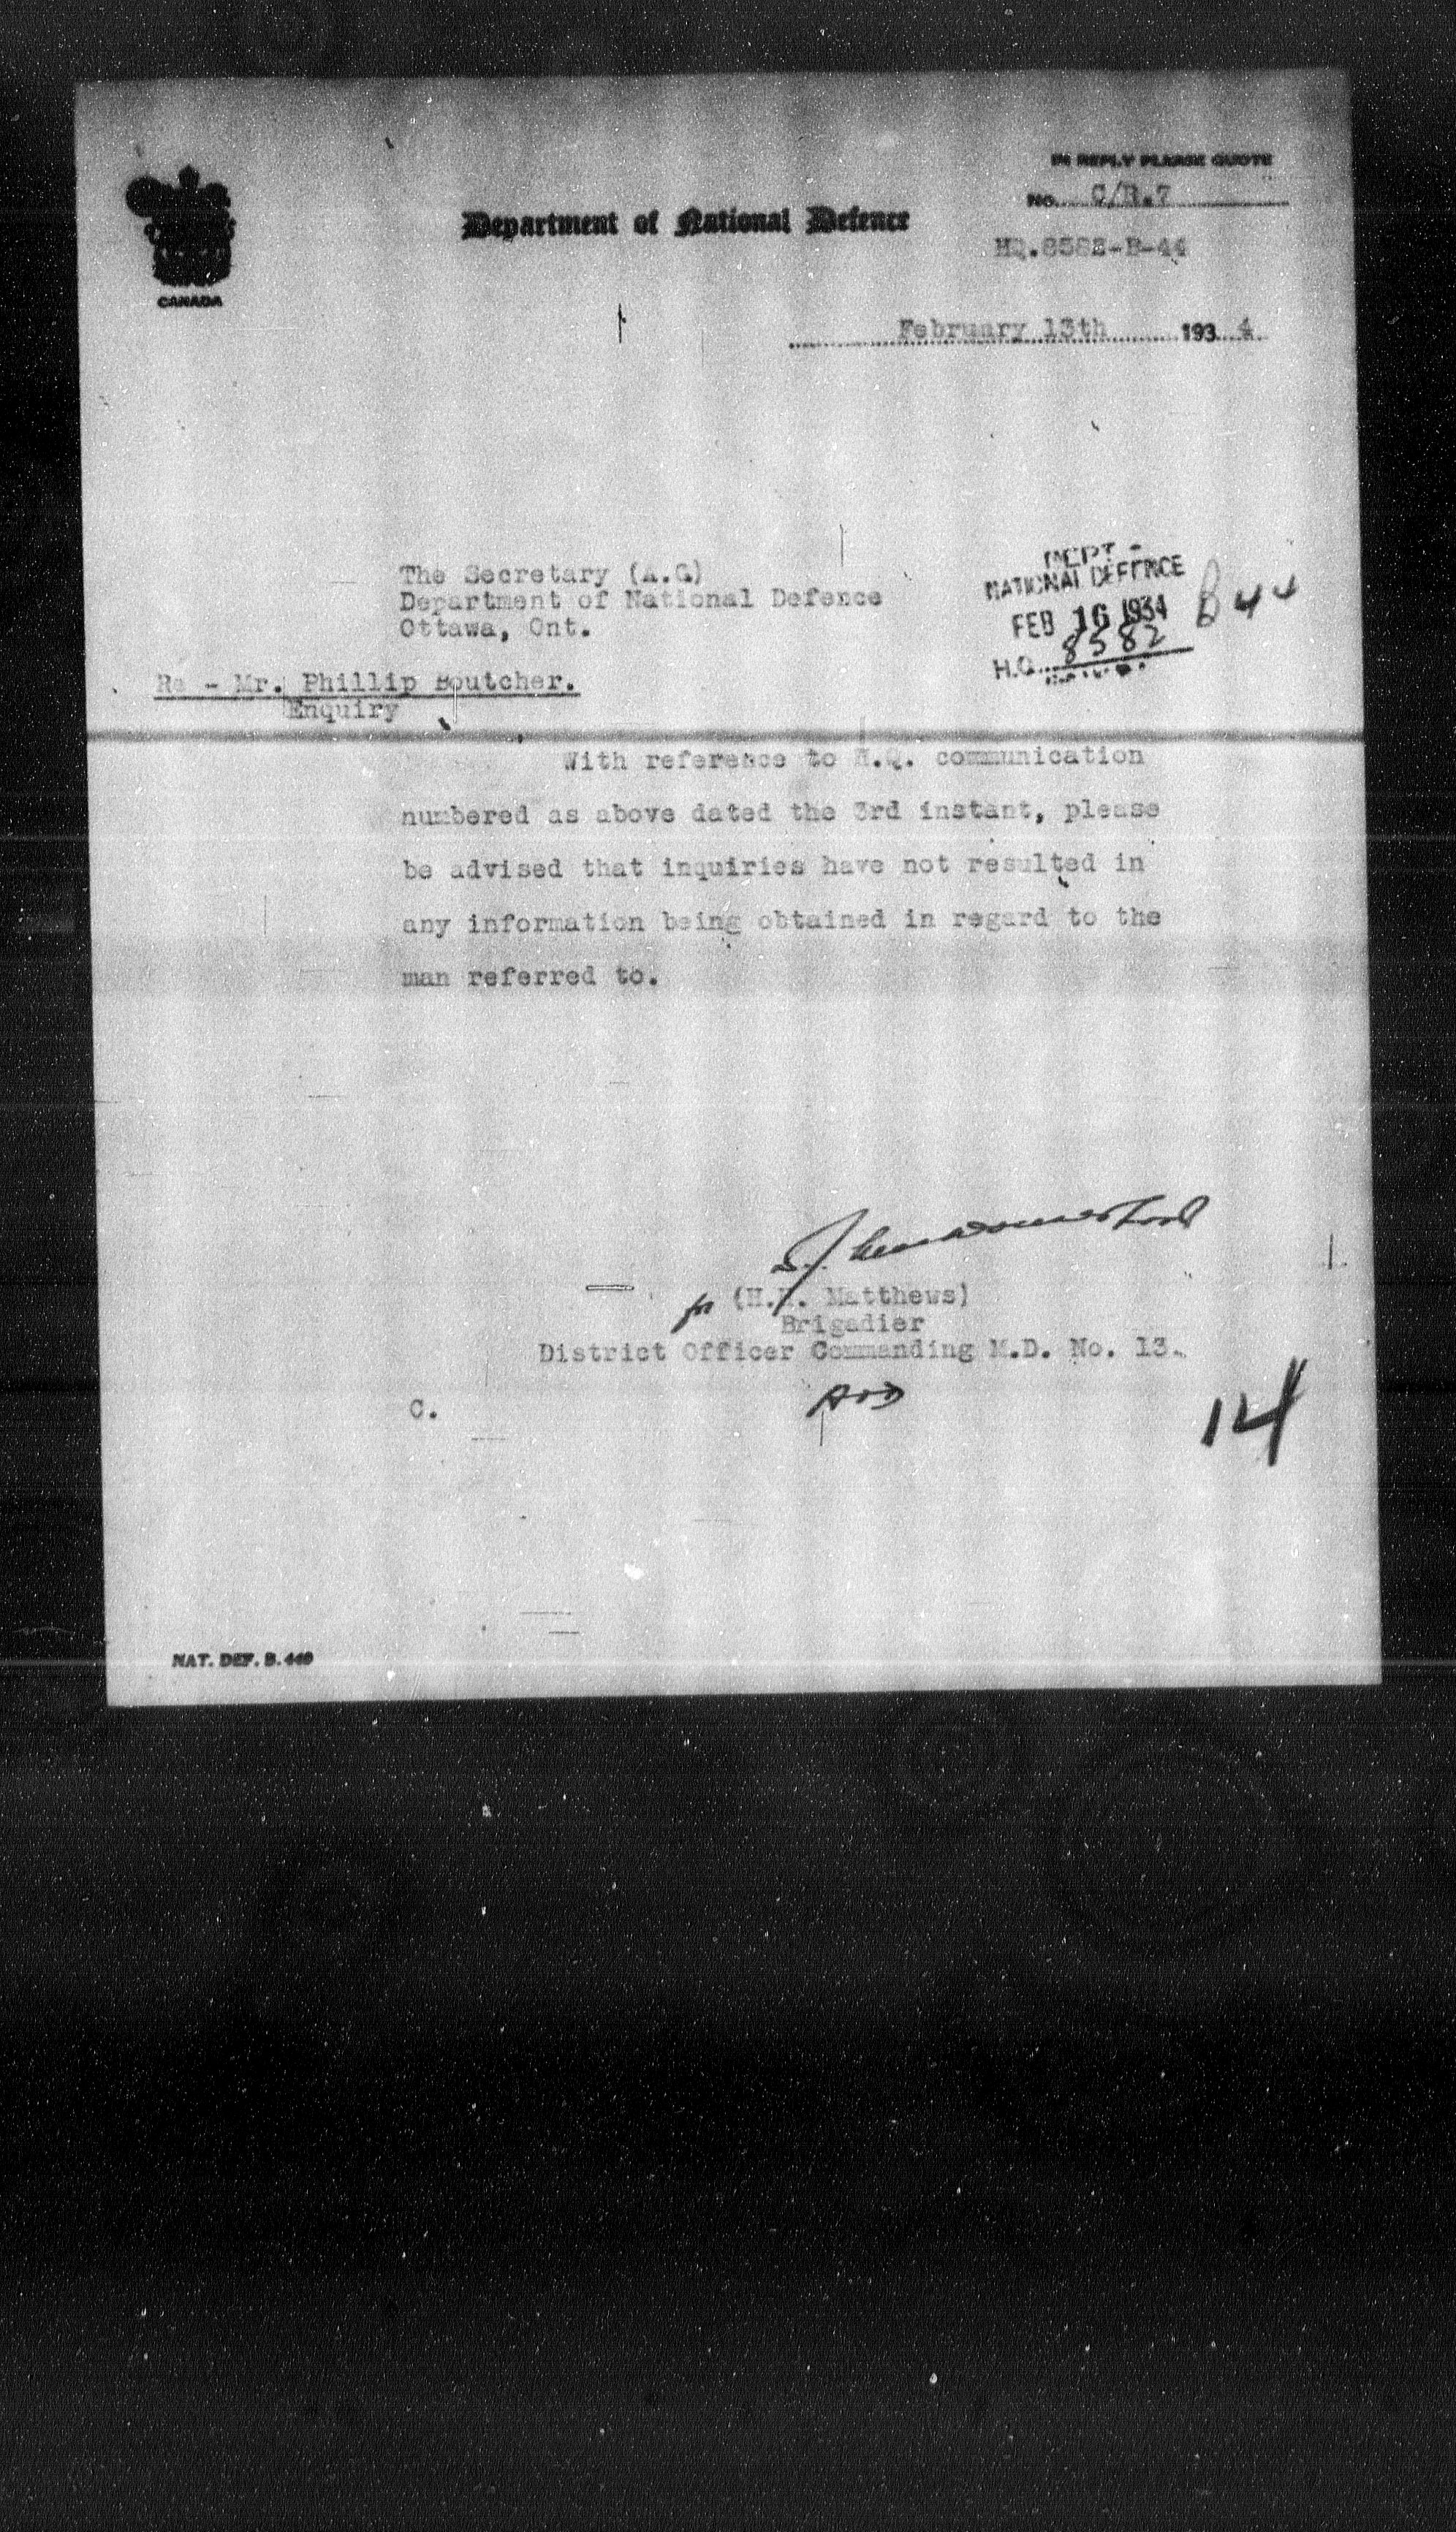 IN REPLY PLEASE QUOTE
No. C/B.7
Department of National Defence
HQ.8582-B-44
CANADA
February 13th 1934
The Secretary (A.G)
Department of National Defence
Ottawa, Ont.
DEPT -
NATIONAL DEFENCE
FEB 16 1934
H.Q. 8582 B 44
Re - Mr. Phillip Boutcher.
Enquiry
With reference to H.Q. communication
numbered as above dated the 3rd instant, please
be advised that inquiries have not resulted in
any information being obtained in regard to the
man referred to.
for (H.H. Matthews)
Brigadier
District Officer Commanding M.D. No. 13.
C.
14
NAT. DEF. B. 440